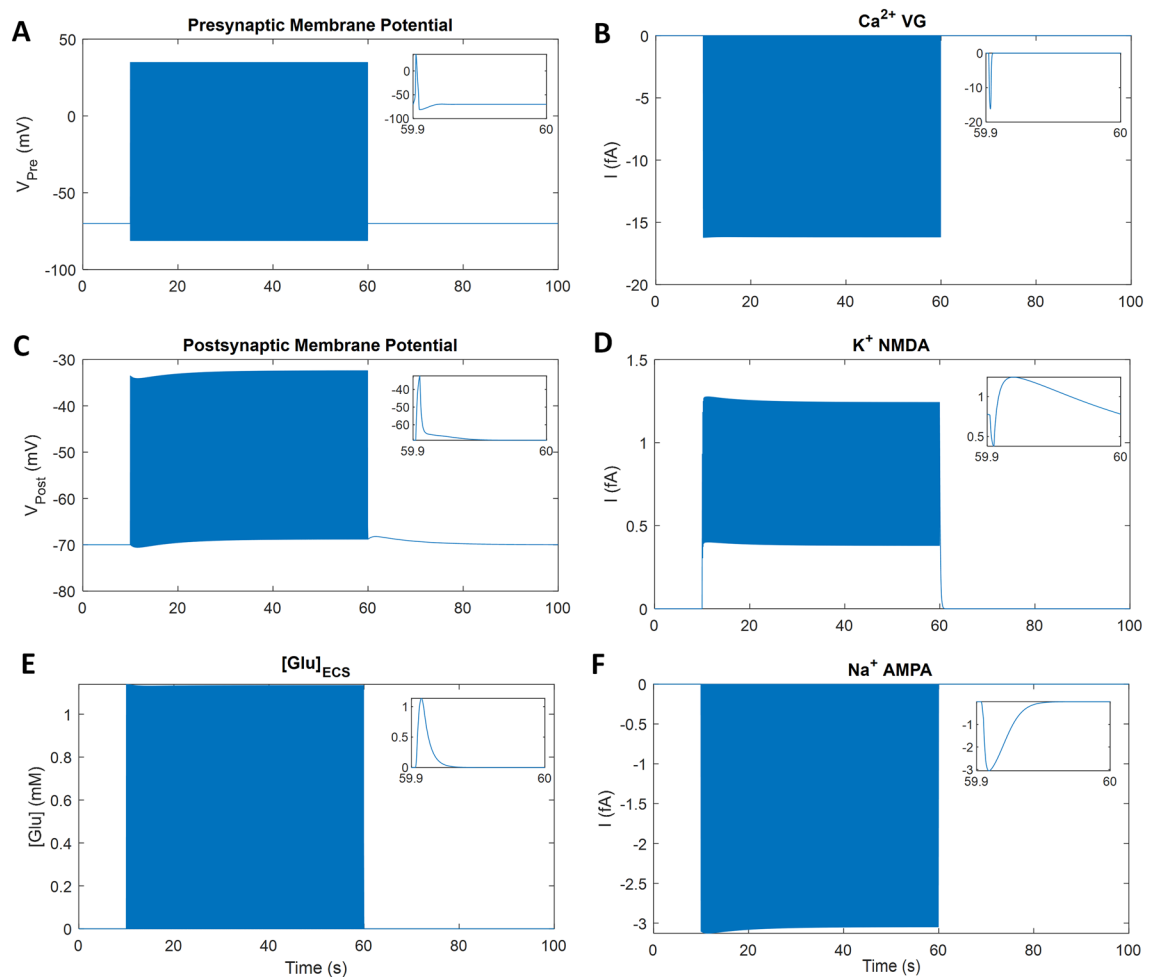 A
Presynaptic Membrane Potential
50
0
-50
-100
V_Pre (mV)
0
-50
-100
59.9 60
0 20 40 60 80 100
B
Ca²⁺ VG
0
-5
-10
-15
-20
I (fA)
0
-10
-20
59.9 60
0 20 40 60 80 100
C
Postsynaptic Membrane Potential
-30
-40
-50
-60
-70
-80
V_Post (mV)
-40
-50
-60
59.9 60
0 20 40 60 80 100
D
K⁺ NMDA
1.5
1
0.5
0
I (fA)
1
0.5
59.9 60
0 20 40 60 80 100
E
[Glu]_ECS
1
0.8
0.6
0.4
0.2
0
[Glu] (mM)
1
0.5
0
59.9 60
0 20 40 60 80 100
Time (s)
F
Na⁺ AMPA
0
-0.5
-1
-1.5
-2
-2.5
-3
I (fA)
-1
-2
-3
59.9 60
0 20 40 60 80 100
Time (s)